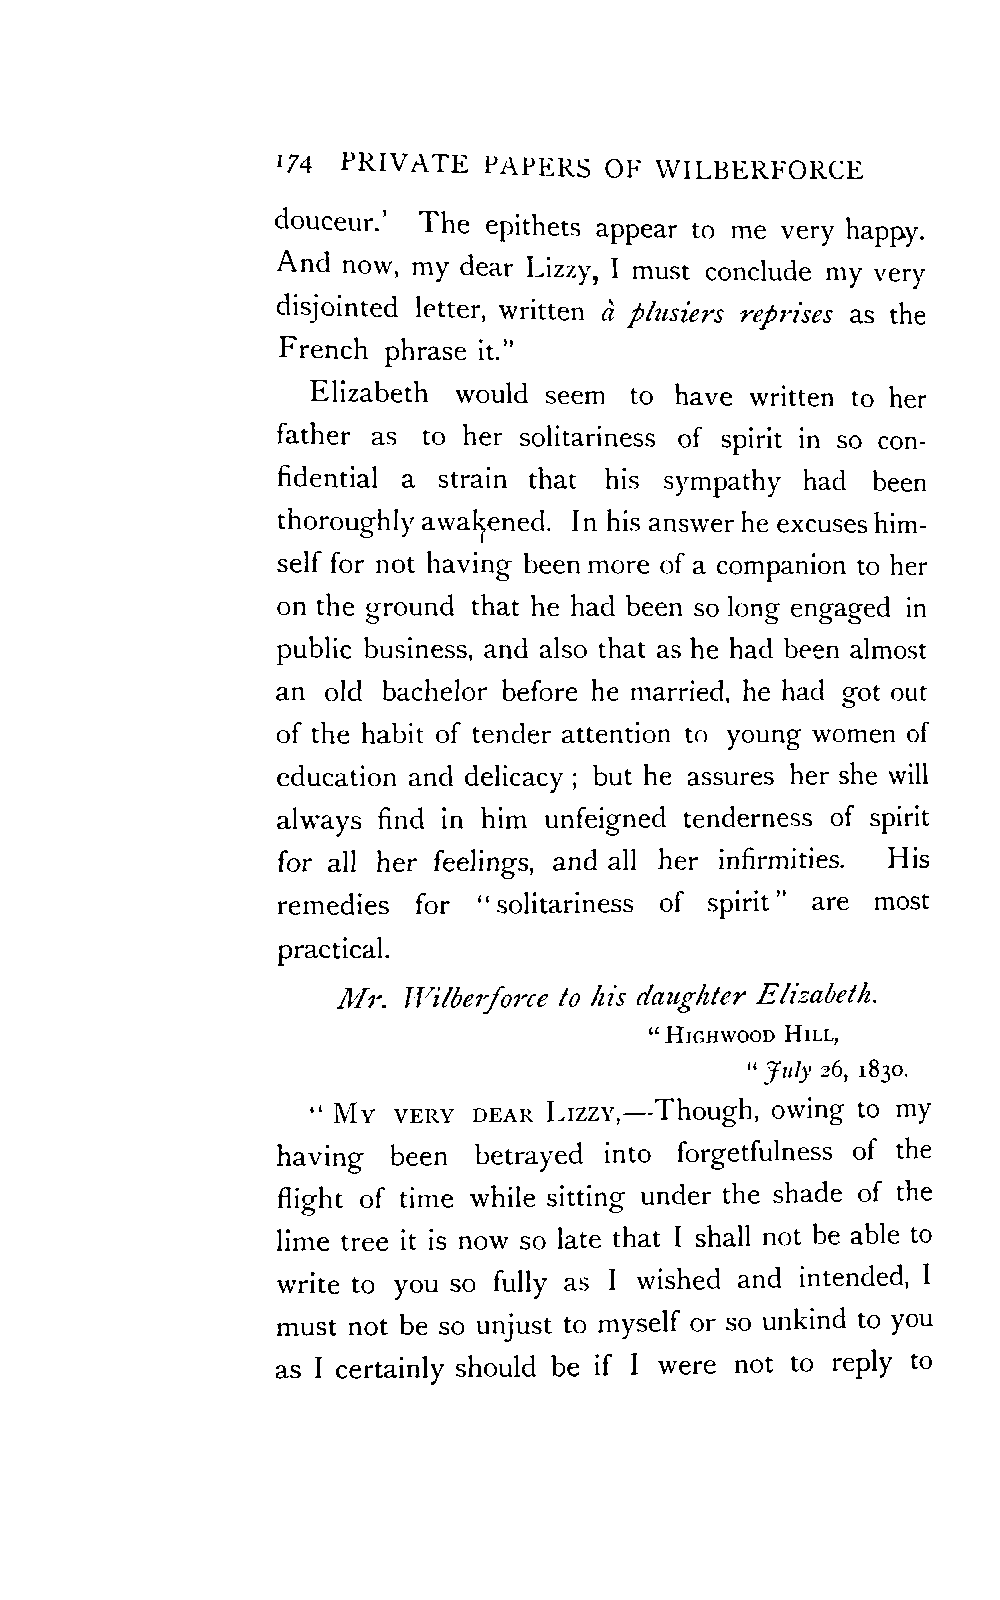 174 PRIVATE PAPERS OF WILBERFORCE
douceur.' The epithets appear to me very happy.
And now, my dear Lizzy, I must conclude my very
disjointed letter, written à plusiers reprises as the
French phrase it."
Elizabeth would seem to have written to her
father as to her solitariness of spirit in so con-
fidential a strain that his sympathy had been
thoroughly awakened. In his answer he excuses him-
self for not having been more of a companion to her
on the ground that he had been so long engaged in
public business, and also that as he had been almost
an old bachelor before he married, he had got out
of the habit of tender attention to young women of
education and delicacy ; but he assures her she will
always find in him unfeigned tenderness of spirit
for all her feelings, and all her infirmities. His
remedies for "solitariness of spirit" are most
practical.
Mr. Wilberforce to his daughter Elizabeth.
"HIGHWOOD HILL,
"July 26, 1830.
"MY VERY DEAR LIZZY,—Though, owing to my
having been betrayed into forgetfulness of the
flight of time while sitting under the shade of the
lime tree it is now so late that I shall not be able to
write to you so fully as I wished and intended, I
must not be so unjust to myself or so unkind to you
as I certainly should be if I were not to reply to